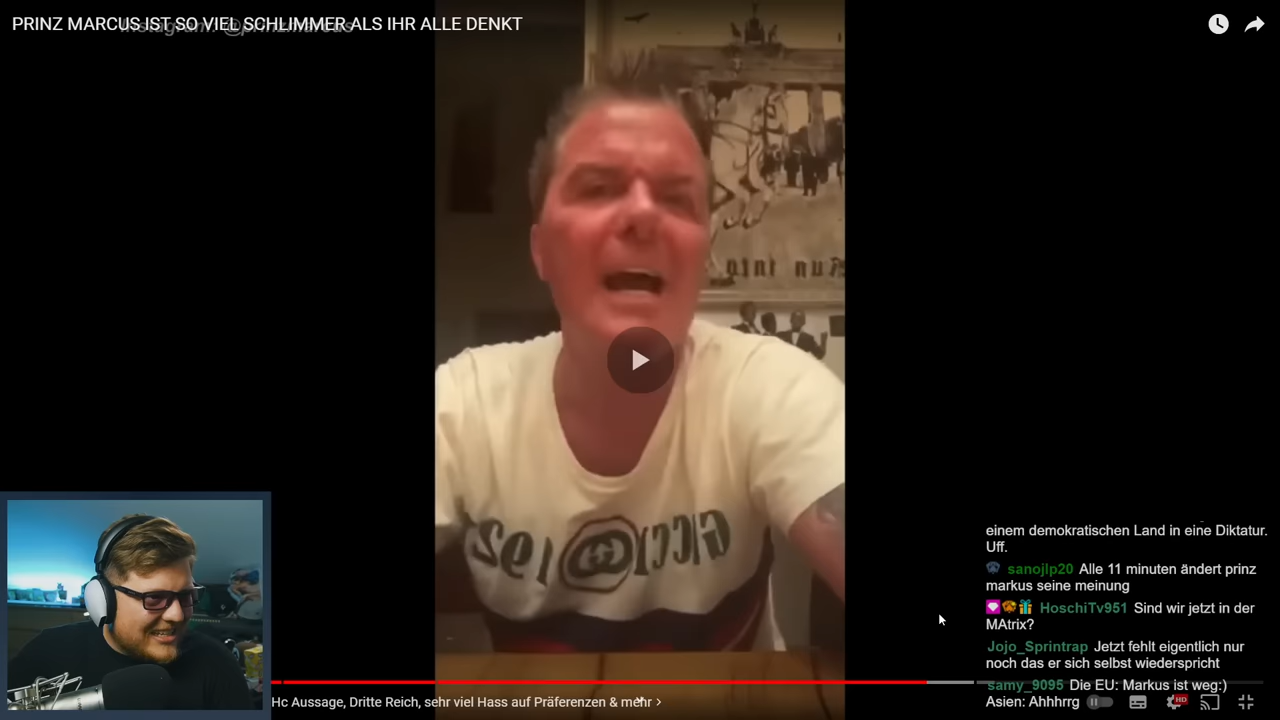 PRINZ MARCUS IST SO VIEL SCHLIMMER ALS IHR ALLE DENKT
Instagram: @prinzmarcus
einem demokratischen Land in eine Diktatur.
Uff.
sanojlp20 Alle 11 minuten ändert prinz
markus seine meinung
HoschiTv951 Sind wir jetzt in der
MAtrix?
Jojo_Sprintrap Jetzt fehlt eigentlich nur
noch das er sich selbst wiederspricht
samy_9095 Die EU: Markus ist weg:)
Asien: Ahhhrrg
HD
Hc Aussage, Dritte Reich, sehr viel Hass auf Präferenzen & mehr